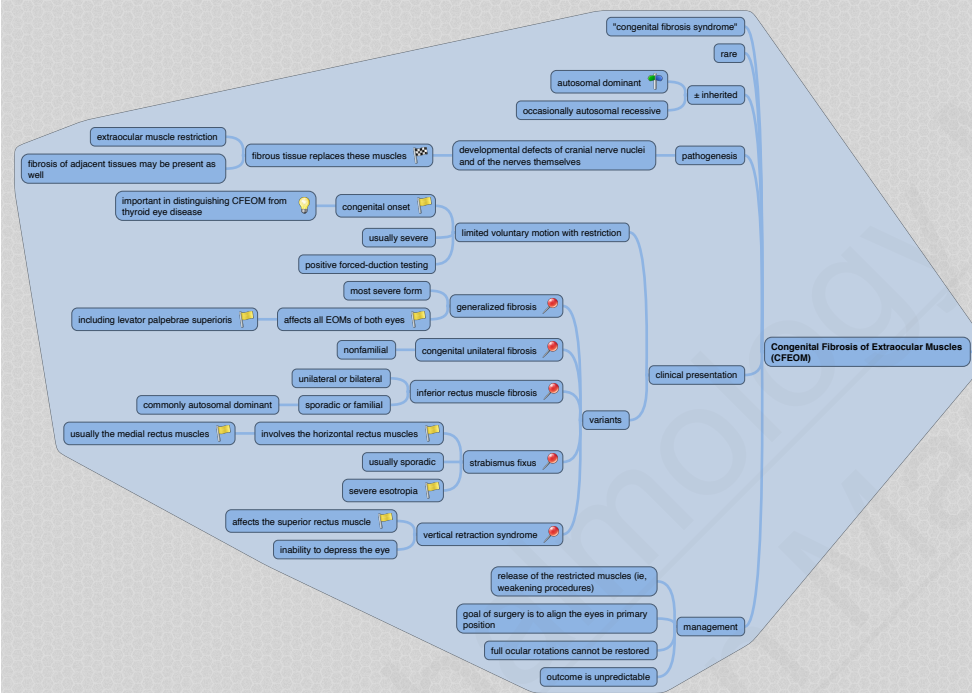 "congenital fibrosis syndrome"
rare
autosomal dominant
± inherited
occasionally autosomal recessive
extraocular muscle restriction
fibrosis of adjacent tissues may be present as
well
fibrous tissue replaces these muscles
developmental defects of cranial nerve nuclei
and of the nerves themselves
pathogenesis
important in distinguishing CFEOM from
thyroid eye disease
congenital onset
usually severe
positive forced-duction testing
limited voluntary motion with restriction
most severe form
generalized fibrosis
including levator palpebrae superioris
affects all EOMs of both eyes
nonfamilial
congenital unilateral fibrosis
Congenital Fibrosis of Extraocular Muscles
(CFEOM)
clinical presentation
unilateral or bilateral
inferior rectus muscle fibrosis
commonly autosomal dominant
sporadic or familial
variants
usually the medial rectus muscles
involves the horizontal rectus muscles
usually sporadic
strabismus fixus
severe esotropia
affects the superior rectus muscle
vertical retraction syndrome
inability to depress the eye
release of the restricted muscles (ie,
weakening procedures)
goal of surgery is to align the eyes in primary
position
management
full ocular rotations cannot be restored
outcome is unpredictable